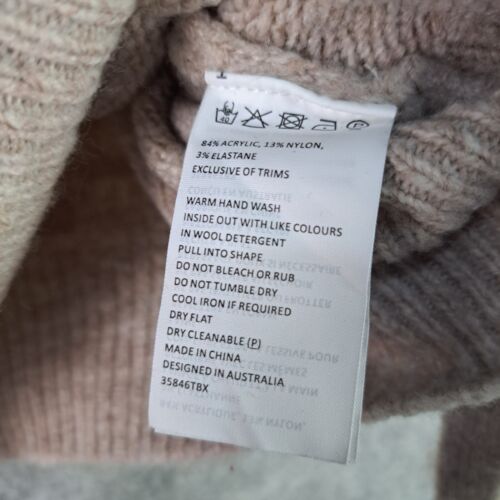 84% ACRYLIC, 13% NYLON,
3% ELASTANE
EXCLUSIVE OF TRIMS
WARM HAND WASH
INSIDE OUT WITH LIKE COLOURS
IN WOOL DETERGENT
PULL INTO SHAPE
DO NOT BLEACH OR RUB
DO NOT TUMBLE DRY
COOL IRON IF REQUIRED
DRY FLAT
DRY CLEANABLE (P)
MADE IN CHINA
DESIGNED IN AUSTRALIA
35846TBX